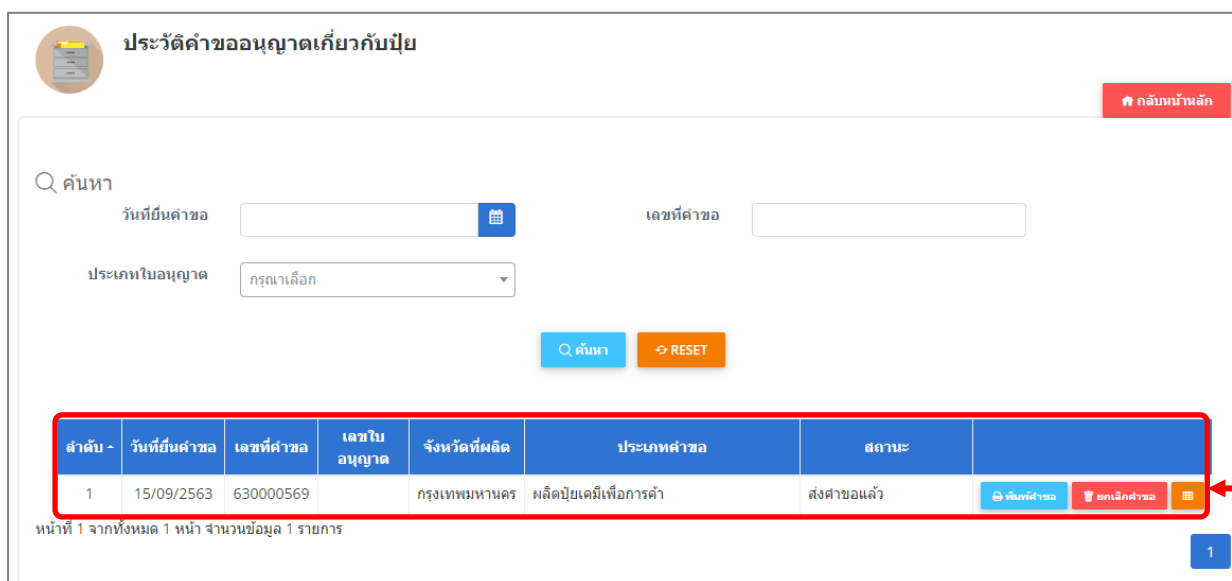 ประวัติคำขออนุญาตเกี่ยวกับปุ๋ย
กลับหน้าหลัก
ค้นหา
วันที่ยื่นคำขอ เลขที่คำขอ
ประเภทใบอนุญาต กรุณาเลือก
ค้นหา RESET
ลำดับ วันที่ยื่นคำขอ เลขที่คำขอ เลขใบอนุญาต จังหวัดที่ผลิต ประเภทคำขอ สถานะ
1 15/09/2563 630000569 กรุงเทพมหานคร ผลิตปุ๋ยเคมีเพื่อการค้า ส่งคำขอแล้ว พิมพ์คำขอ ยกเลิกคำขอ
หน้าที่ 1 จากทั้งหมด 1 หน้า จำนวนข้อมูล 1 รายการ
1